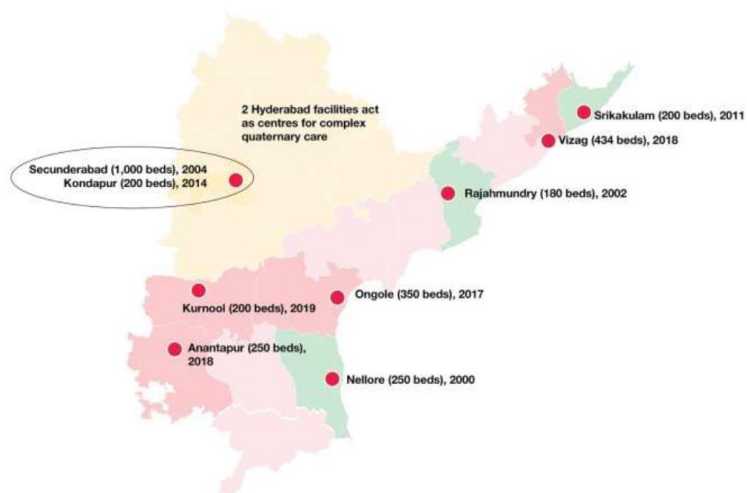 2 Hyderabad facilities act
as centres for complex
quaternary care
Srikakulam (200 beds), 2011
Vizag (434 beds), 2018
Secunderabad (1,000 beds), 2004
Kondapur (200 beds), 2014
Rajahmundry (180 beds), 2002
Ongole (350 beds), 2017
Kurnool (200 beds), 2019
Anantapur (250 beds),
2018
Nellore (250 beds), 2000